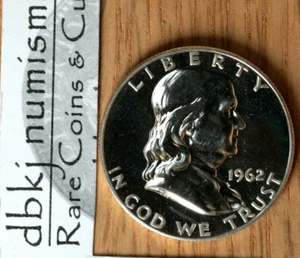 dbkj numism
Rare Coins & Cu
LIBERTY
1962
IN GOD WE TRUST